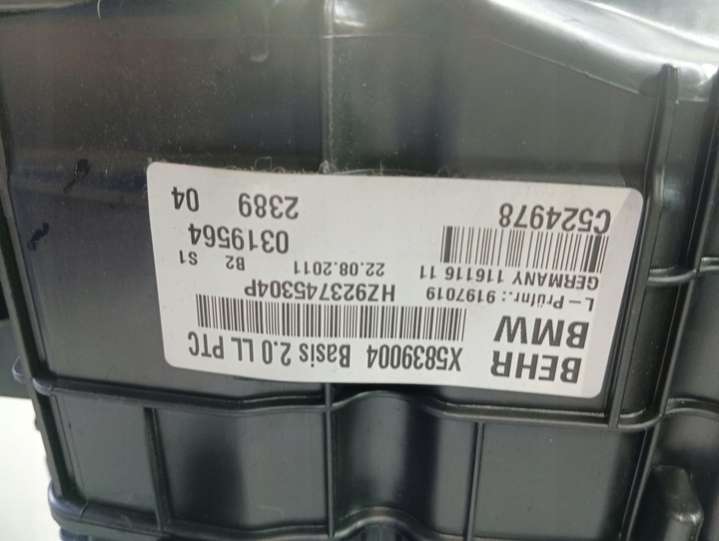 BEHR X5839004 Basis 2.0 LL PTC
BMW
L-Prüfnr.: 9197019 HZ923745304P
GERMANY 116116 11 22.08.2011 B2 S1
0319564
C524978 2389 04